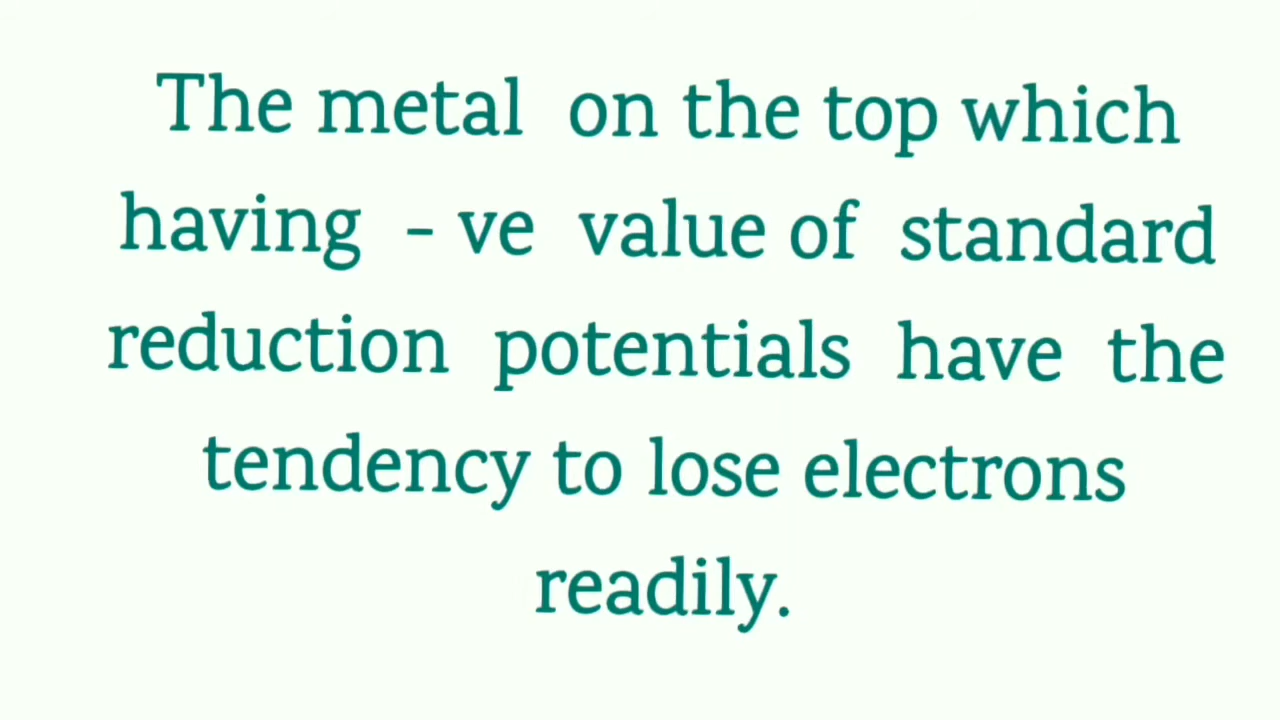 The metal on the top which
having - ve value of standard
reduction potentials have the
tendency to lose electrons
readily.